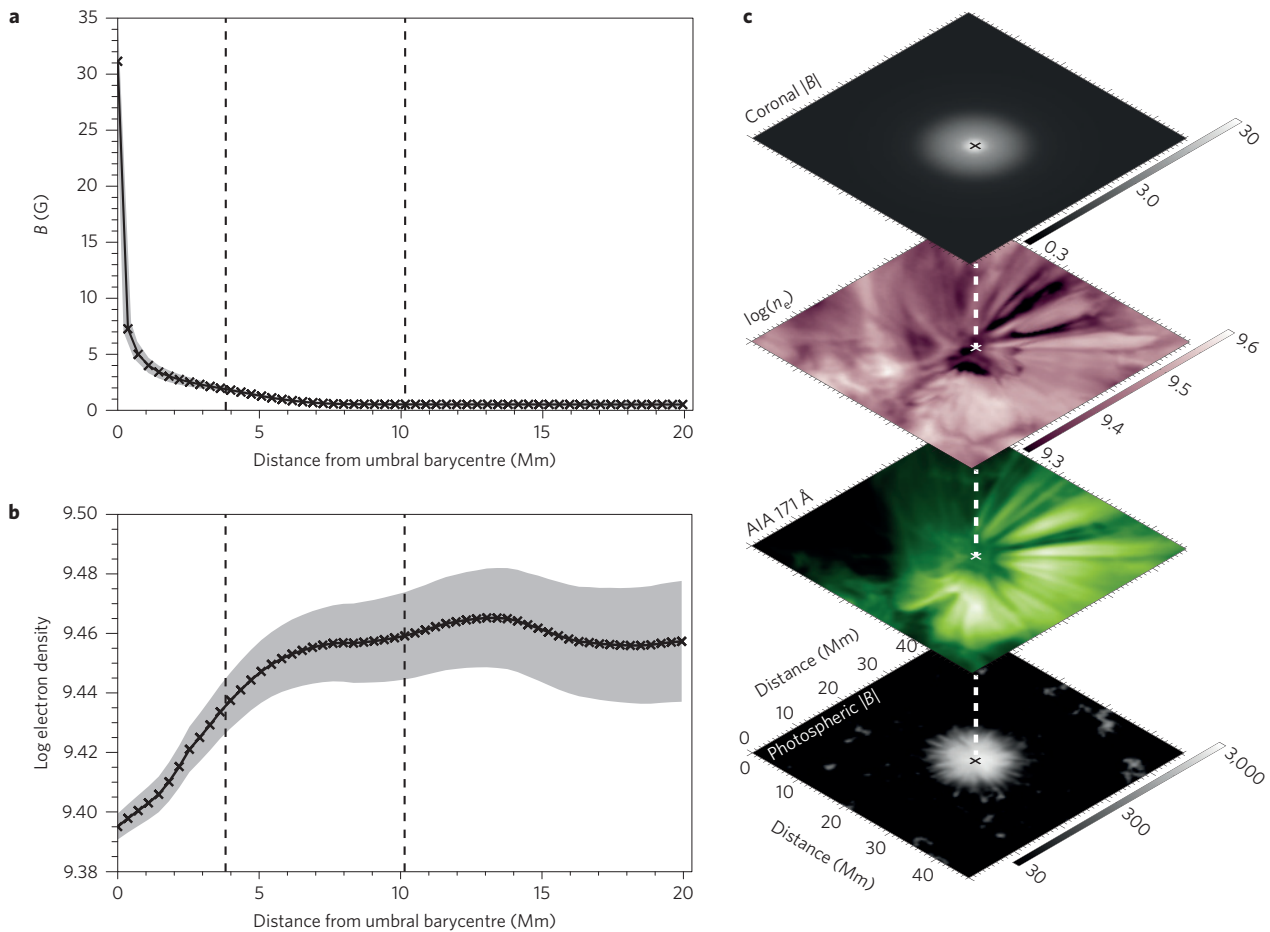 a
35
30
25
20
15
10
5
0
B (G)
0 5 10 15 20
Distance from umbral barycentre (Mm)
b
9.50
9.48
9.46
9.44
9.42
9.40
9.38
Log electron density
0 5 10 15 20
Distance from umbral barycentre (Mm)
c
Coronal |B|
30
3.0
0.3
log(nₑ)
9.6
9.5
9.4
9.3
AIA 171 Å
Distance (Mm)
40
30
20
10
0
Photospheric |B|
0
10
20
30
40
Distance (Mm)
3,000
300
30